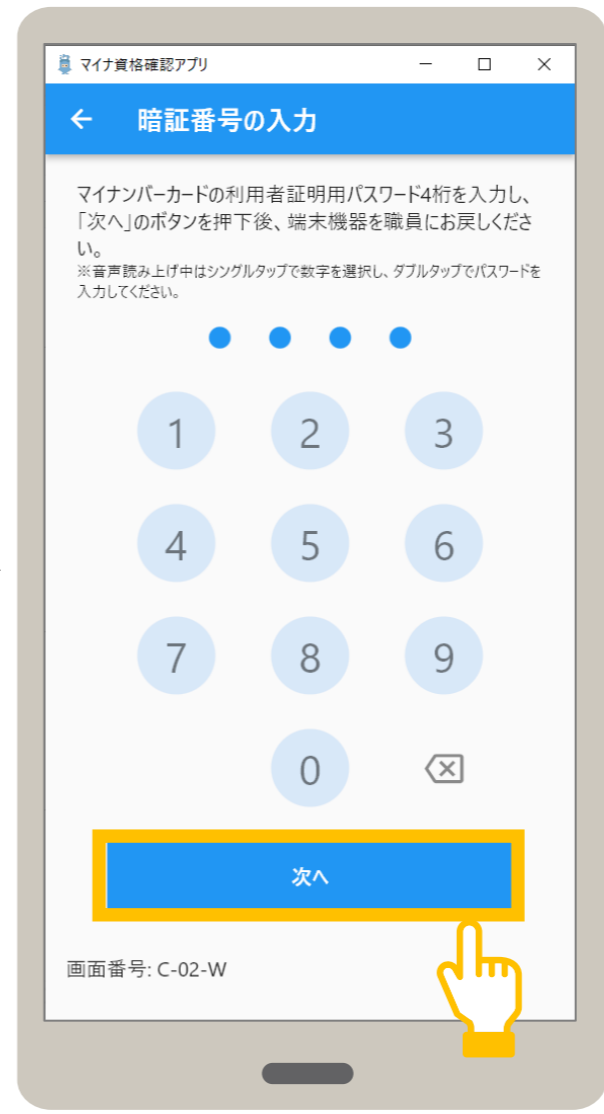 マイナ資格確認アプリ
暗証番号の入力
マイナンバーカードの利用者証明用パスワード4桁を入力し、
「次へ」のボタンを押下後、端末機器を職員にお戻しくださ
い。
※音声読み上げ中はシングルタップで数字を選択し、ダブルタップでパスワードを
入力してください。
1 2 3
4 5 6
7 8 9
0
次へ
画面番号: C-02-W